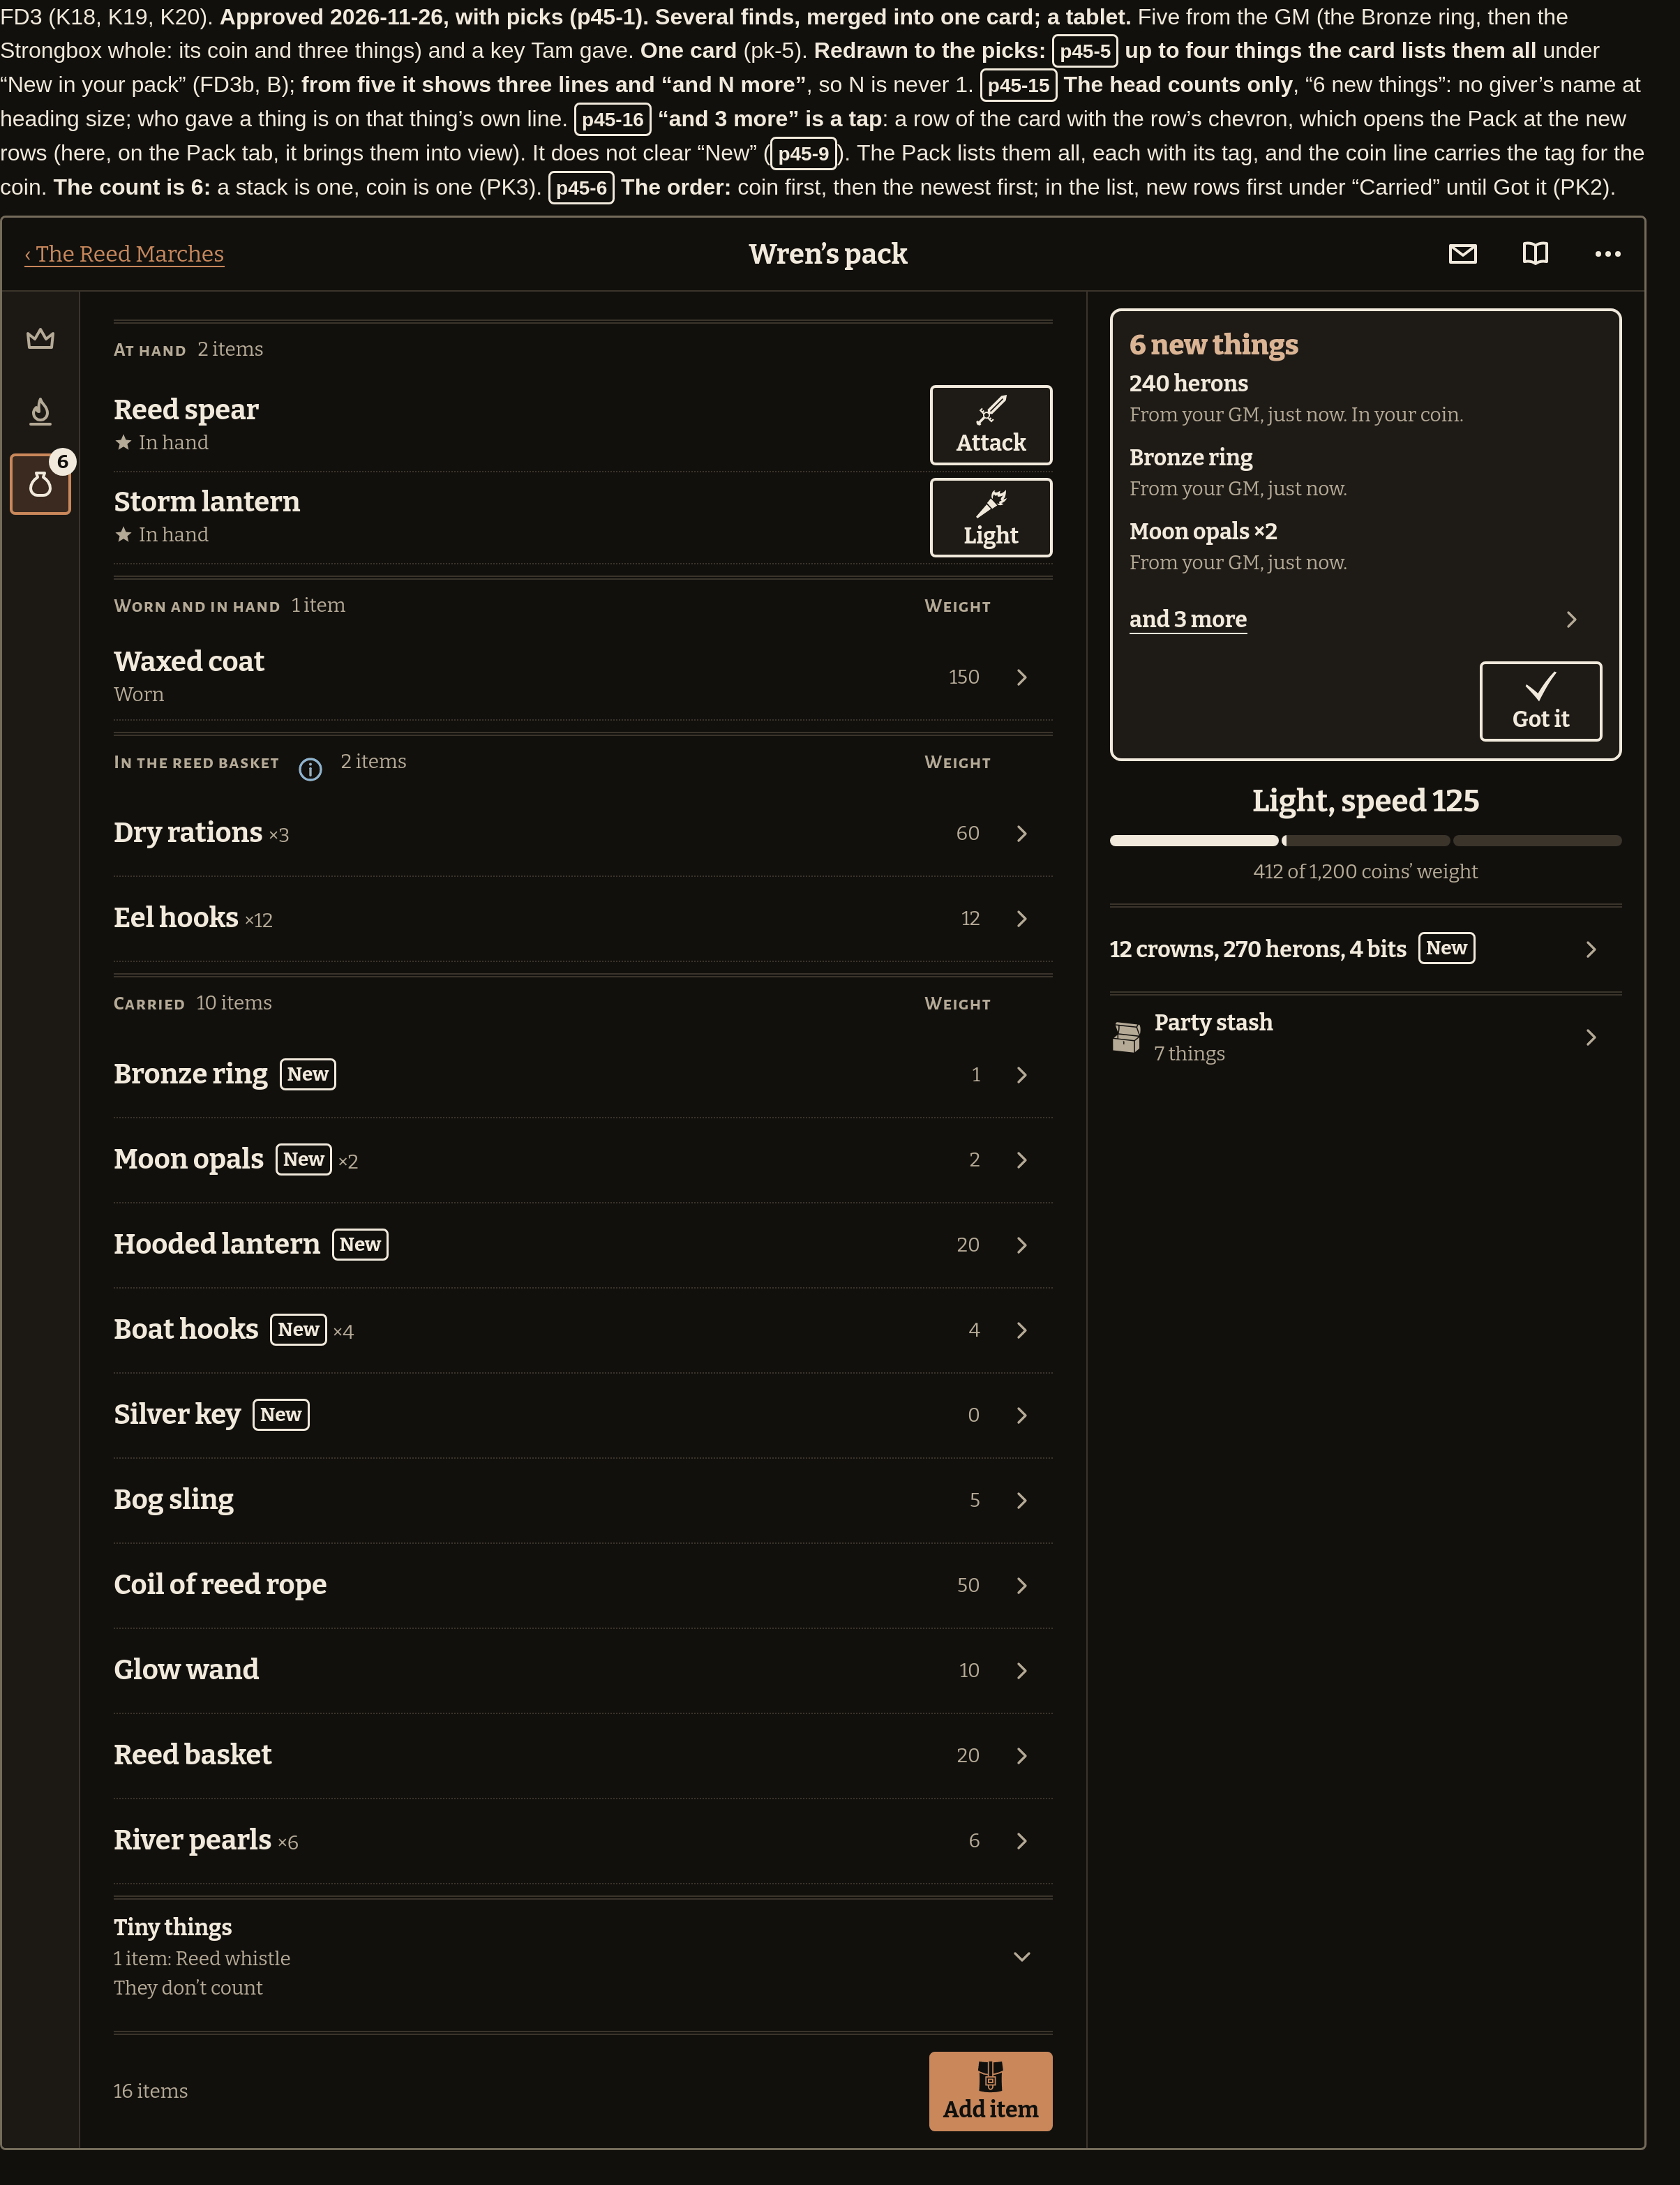 FD3 (K18, K19, K20). Approved 2026-11-26, with picks (p45-1). Several finds, merged into one card; a tablet. Five from the GM (the Bronze ring, then the
Strongbox whole: its coin and three things) and a key Tam gave. One card (pk-5). Redrawn to the picks: p45-5 up to four things the card lists them all under
“New in your pack” (FD3b, B); from five it shows three lines and “and N more”, so N is never 1. p45-15 The head counts only, “6 new things”: no giver’s name at
heading size; who gave a thing is on that thing’s own line. p45-16 “and 3 more” is a tap: a row of the card with the row’s chevron, which opens the Pack at the new
rows (here, on the Pack tab, it brings them into view). It does not clear “New” (p45-9). The Pack lists them all, each with its tag, and the coin line carries the tag for the
coin. The count is 6: a stack is one, coin is one (PK3). p45-6 The order: coin first, then the newest first; in the list, new rows first under “Carried” until Got it (PK2).
‹ The Reed Marches
Wren’s pack
6
At hand 2 items
Reed spear
In hand
Attack
Storm lantern
In hand
Light
Worn and in hand 1 item Weight
Waxed coat
Worn
150
In the reed basket 2 items Weight
Dry rations ×3 60
Eel hooks ×12 12
Carried 10 items Weight
Bronze ring New 1
Moon opals New ×2 2
Hooded lantern New 20
Boat hooks New ×4 4
Silver key New 0
Bog sling 5
Coil of reed rope 50
Glow wand 10
Reed basket 20
River pearls ×6 6
Tiny things
1 item: Reed whistle
They don’t count
16 items
Add item
6 new things
240 herons
From your GM, just now. In your coin.
Bronze ring
From your GM, just now.
Moon opals ×2
From your GM, just now.
and 3 more
Got it
Light, speed 125
412 of 1,200 coins’ weight
12 crowns, 270 herons, 4 bits New
Party stash
7 things